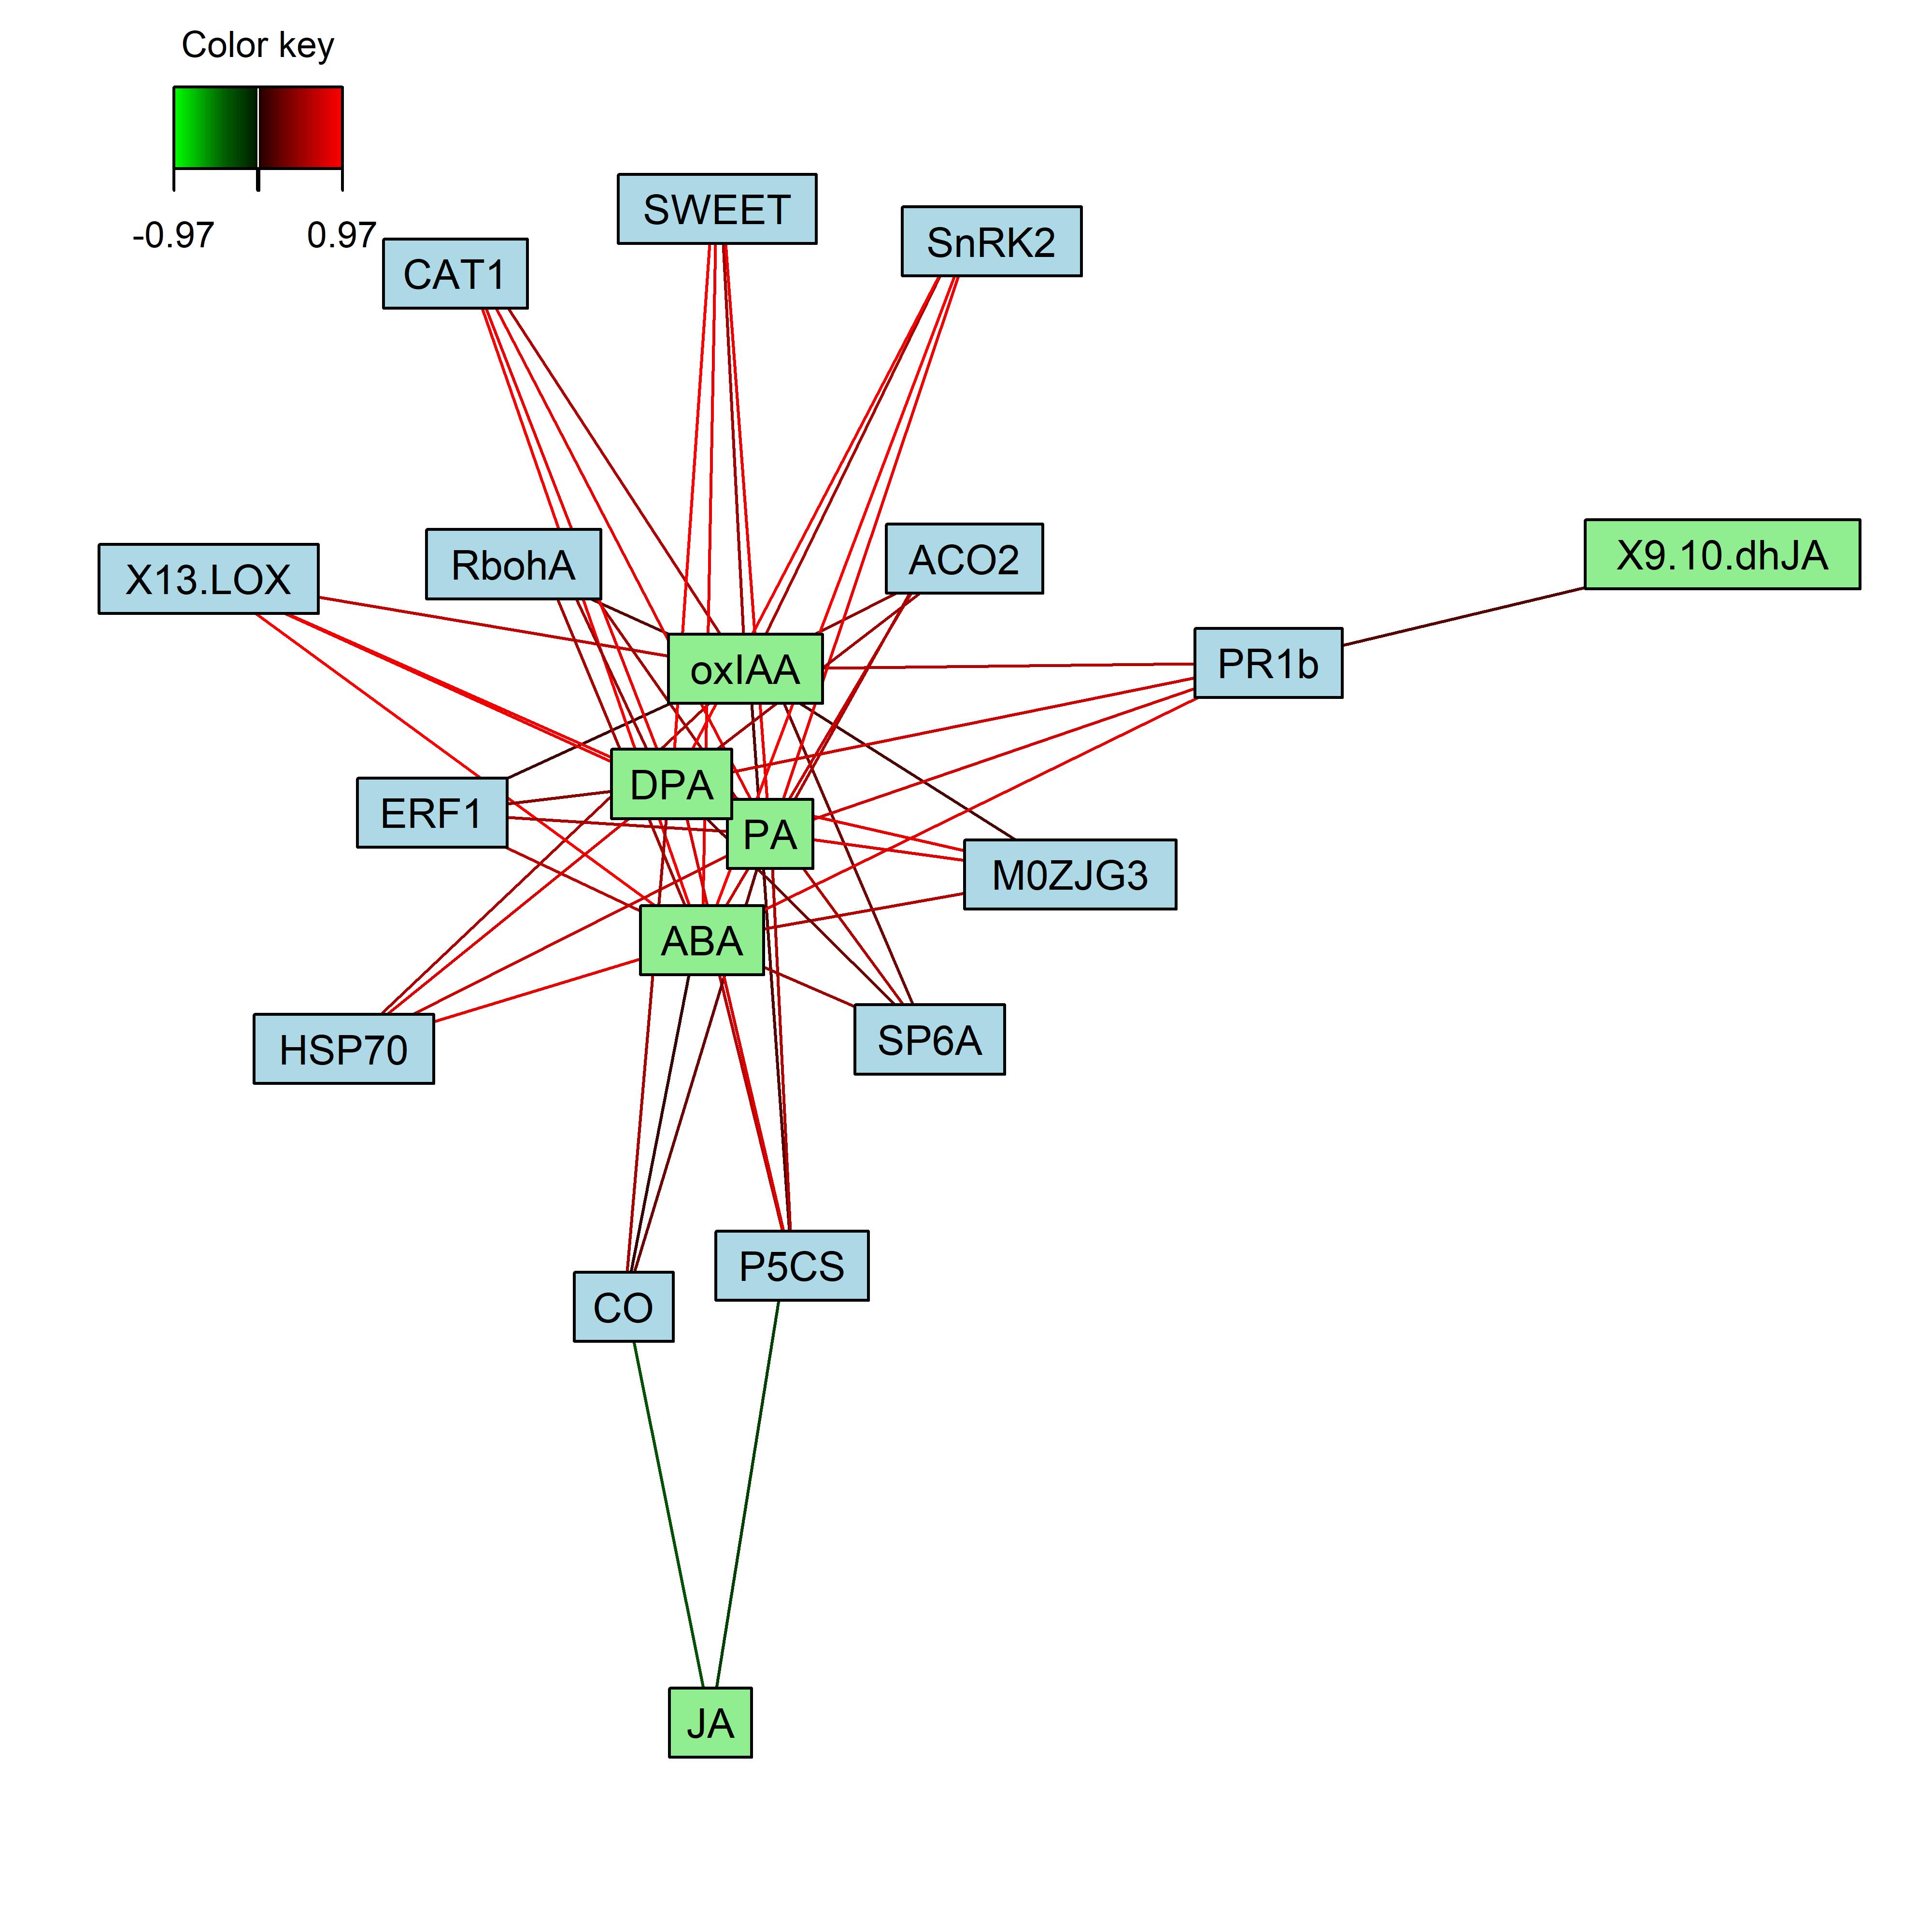 Color key
-0.97 0.97
SWEET
SnRK2
CAT1
X9.10.dhJA
ACO2
RbohA
X13.LOX
PR1b
oxIAA
DPA
ERF1
PA
M0ZJG3
ABA
SP6A
HSP70
P5CS
CO
JA